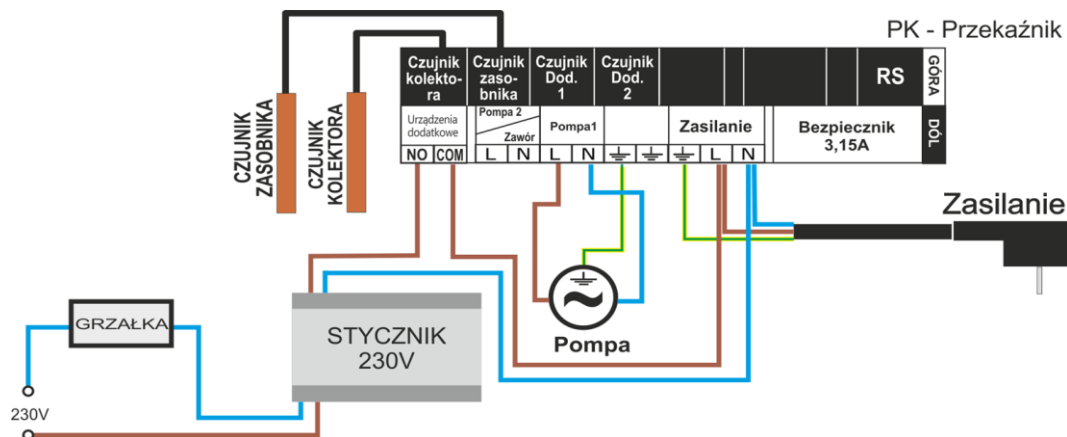 PK - Przekaźnik
Czujnik
kolekto-
ra
Czujnik
zaso-
bnika
Czujnik
Dod.
1
Czujnik
Dod.
2
RS
GÓRA
Urządzenia
dodatkowe
Pompa 2
Zawór
Pompa1
Zasilanie
Bezpiecznik
3,15A
DÓL
NO COM L N L N L N
CZUJNIK
ZASOBNIKA
CZUJNIK
KOLEKTORA
Zasilanie
GRZAŁKA
STYCZNIK
230V
Pompa
230V